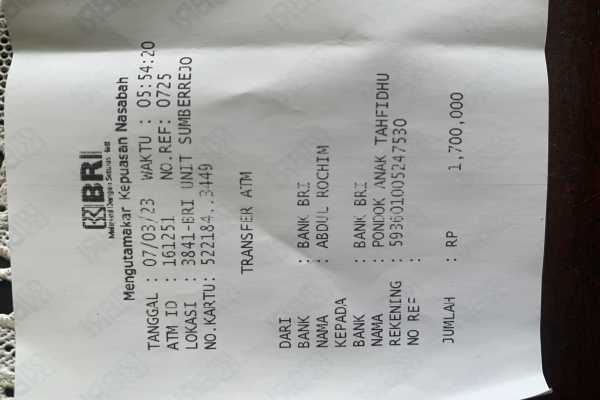 BRI
Melayani Dengan Setulus Hati
Mengutamakar Kepuasan Nasabah
TANGGAL : 07/03/23 WAKTU : 05:54:20
ATM ID : 161251 NO.REF: 0725
LOKASI : 3841-BRI UNIT SUMBERREJO
NO.KARTU: 522184..3449
TRANSFER ATM
DARI
BANK : BANK BRI
NAMA : ABDUL ROCHIM
KEPADA
BANK : BANK BRI
NAMA : PONDOK ANAK TAHFIDHU
REKENING : 593601005247530
NO REF :
JUMLAH : RP 1,700,000